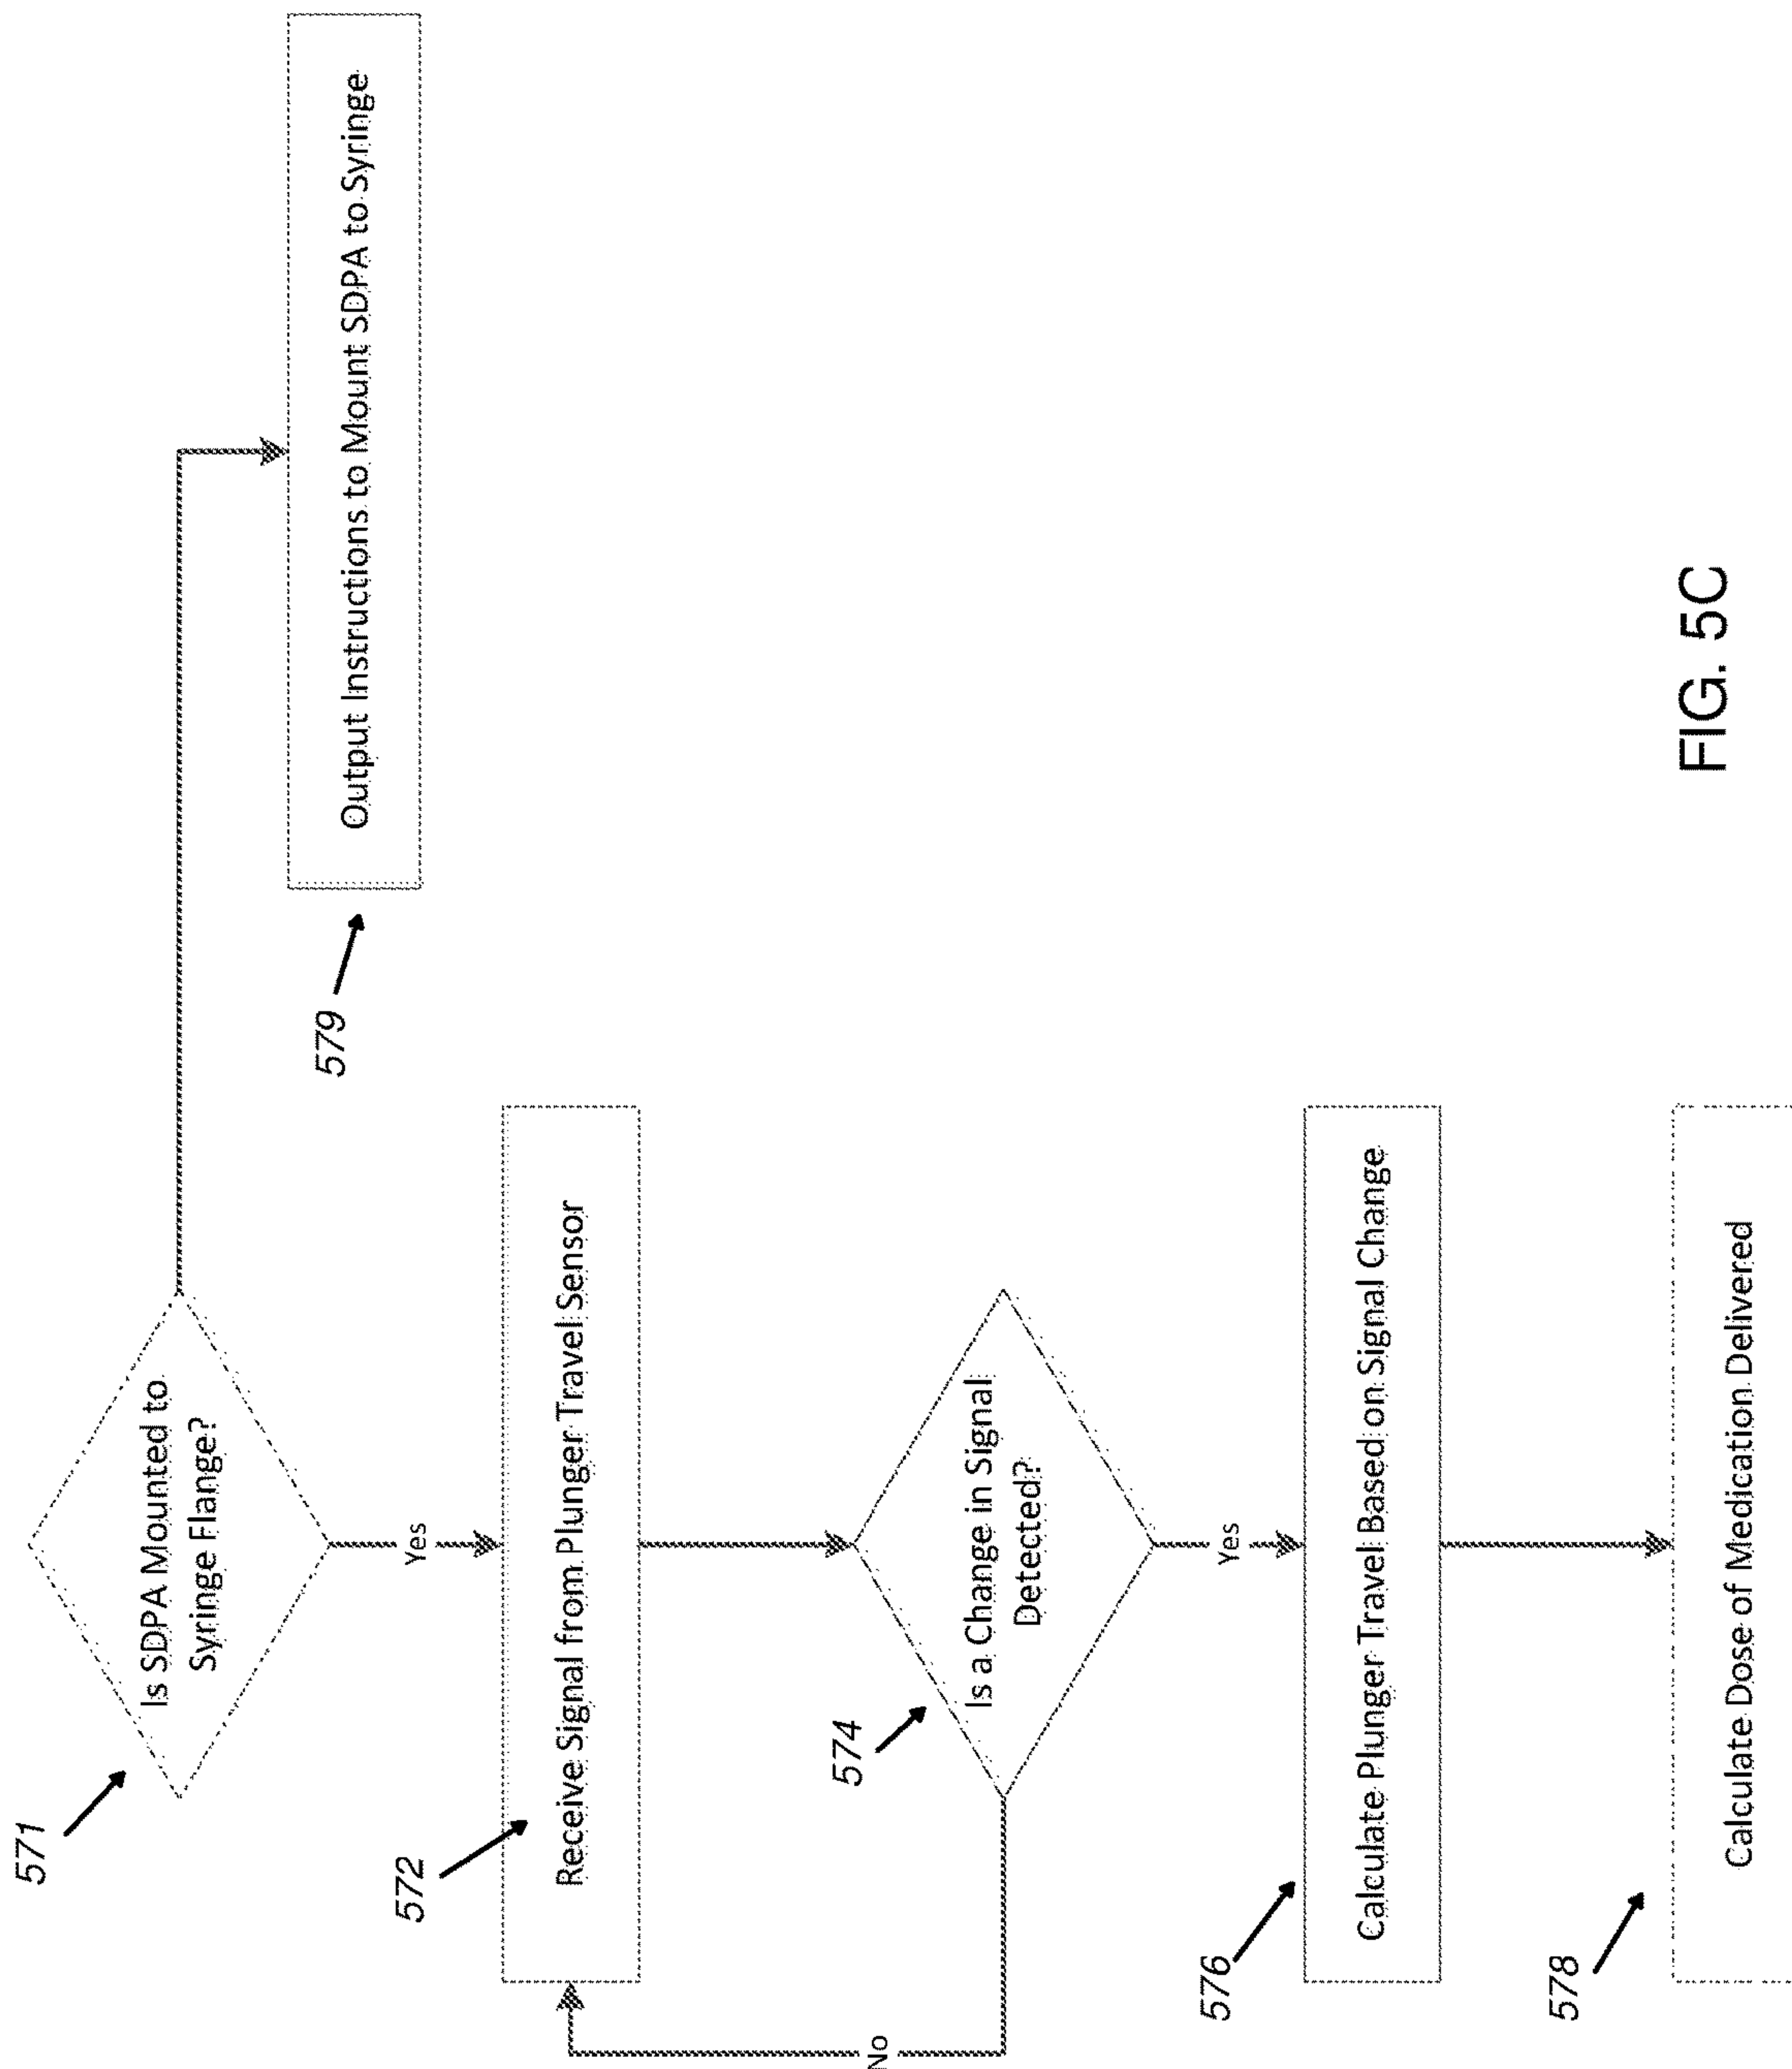 571
Is SDPA Mounted to
Syringe Flange?
579
Output Instructions to Mount SDPA to Syringe
Yes
572
Receive Signal from Plunger Travel Sensor
574
Is a Change in Signal
Detected?
No
Yes
576
Calculate Plunger Travel Based on Signal Change
578
Calculate Dose of Medication Delivered
FIG. 5C